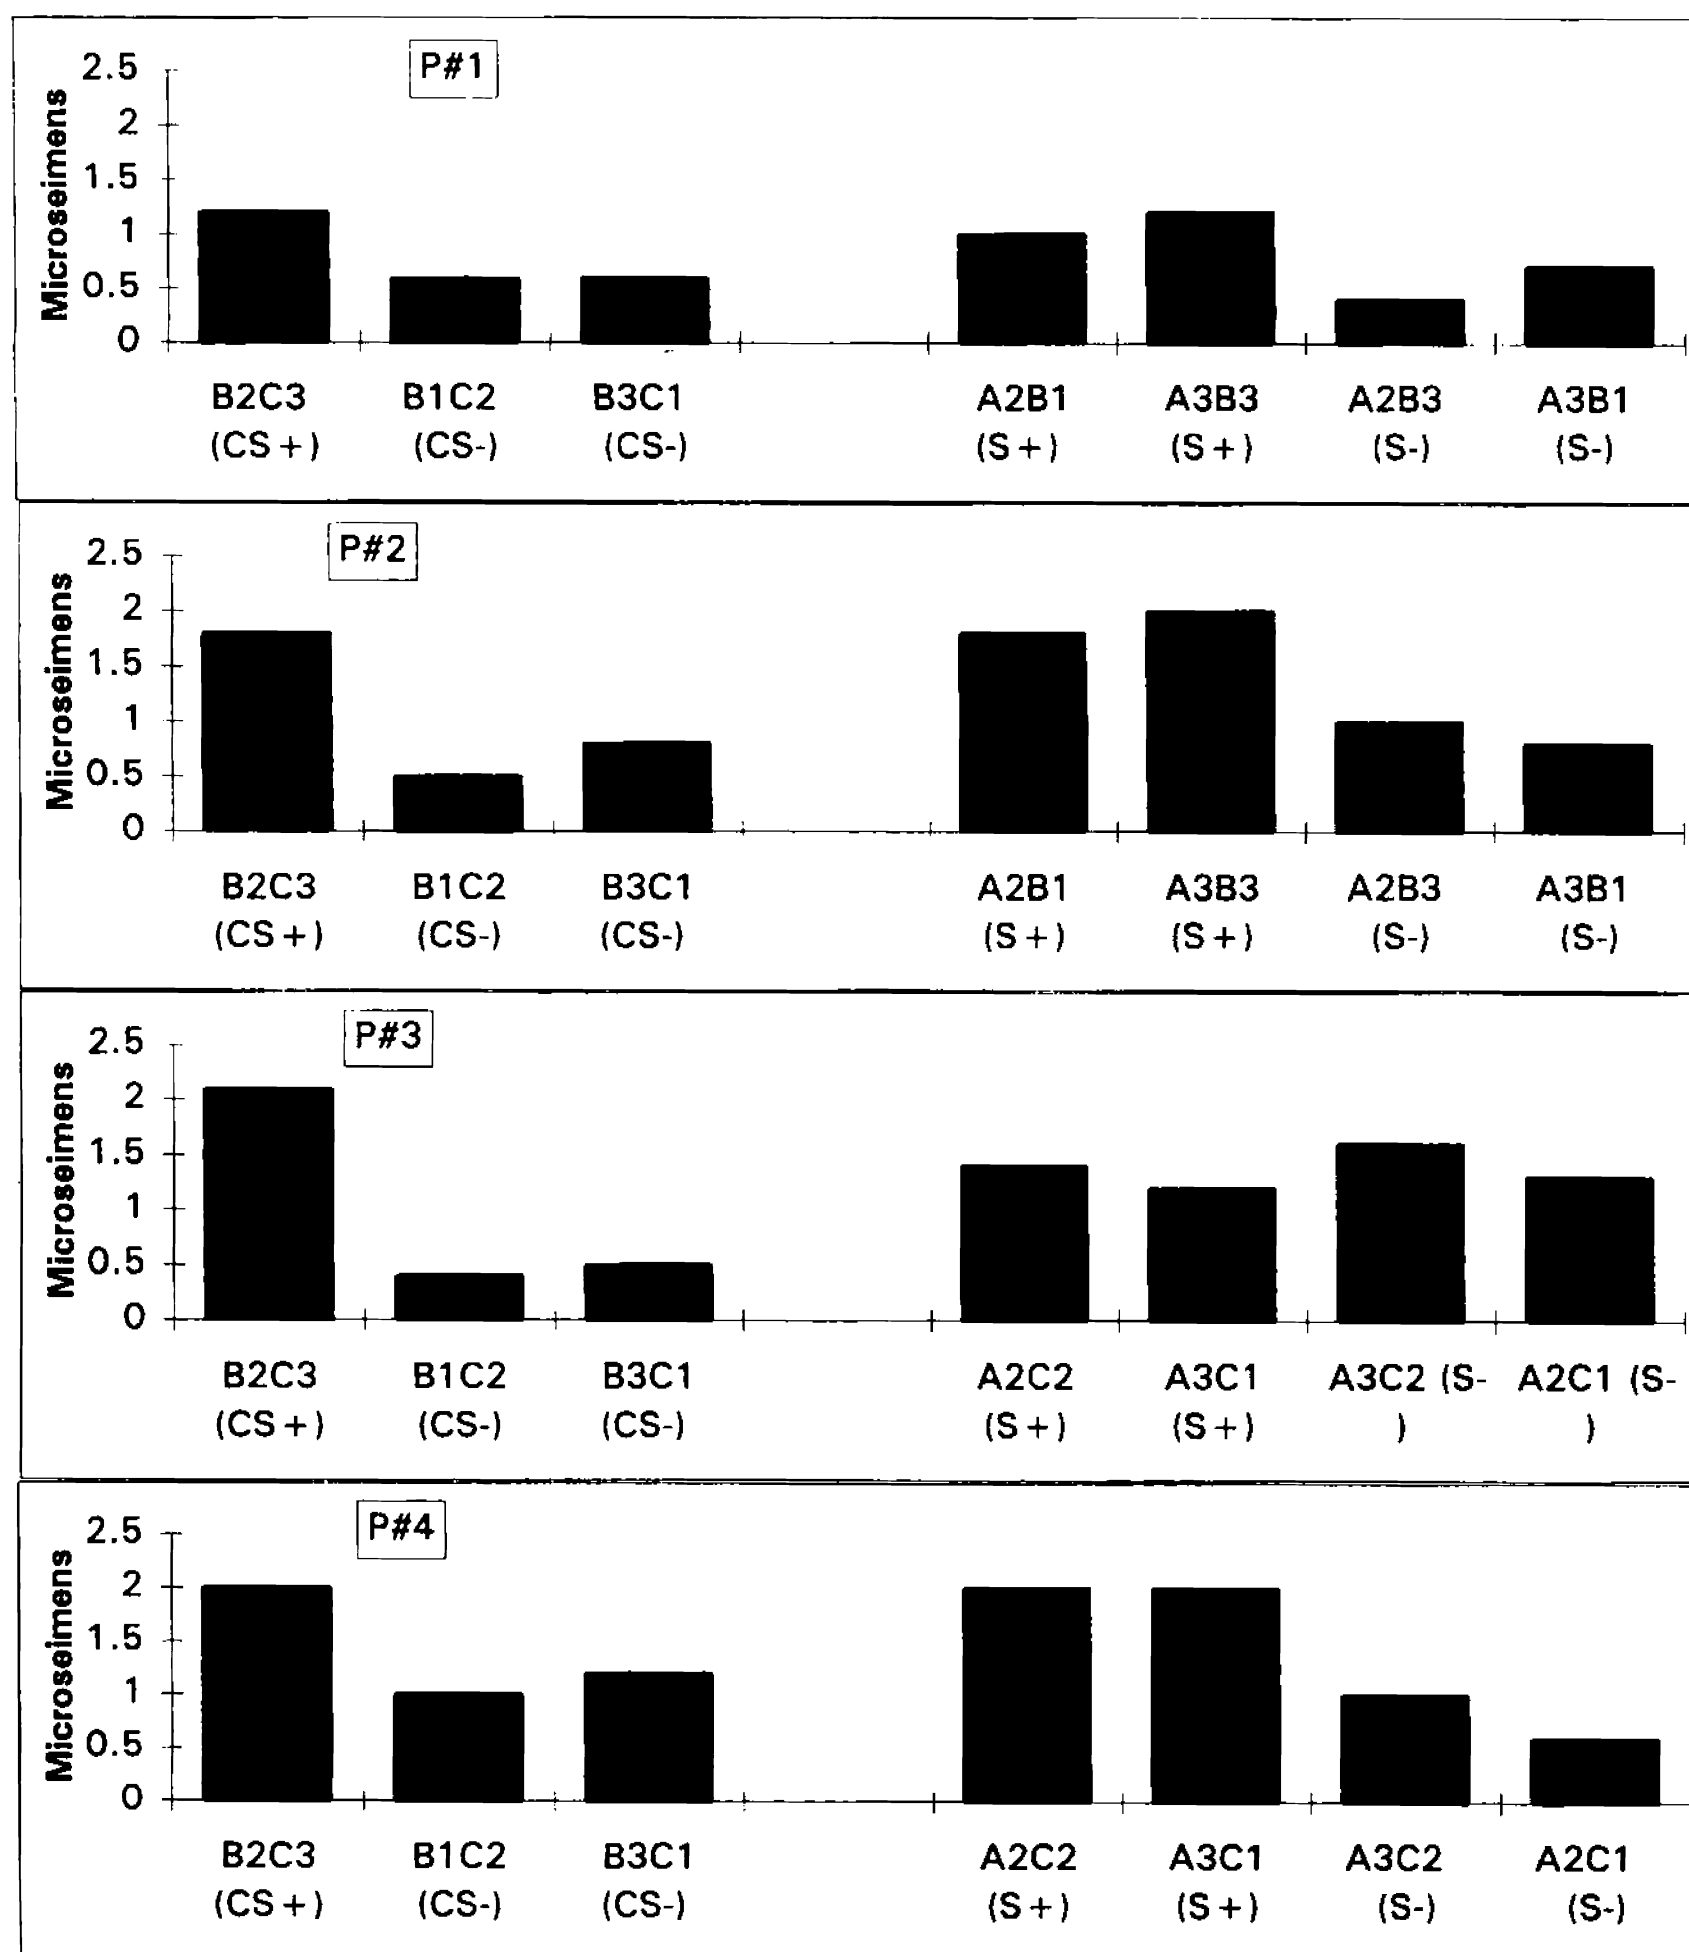 P#1
2.5
2
1.5
1
0.5
0
Microseimens
B2C3 B1C2 B3C1 A2B1 A3B3 A2B3 A3B1
(CS+) (CS-) (CS-) (S+) (S+) (S-) (S-)
P#2
2.5
2
1.5
1
0.5
0
Microseimens
B2C3 B1C2 B3C1 A2B1 A3B3 A2B3 A3B1
(CS+) (CS-) (CS-) (S+) (S+) (S-) (S-)
P#3
2.5
2
1.5
1
0.5
0
Microseimens
B2C3 B1C2 B3C1 A2C2 A3C1 A3C2 (S- A2C1 (S-
(CS+) (CS-) (CS-) (S+) (S+) ) )
P#4
2.5
2
1.5
1
0.5
0
Microseimens
B2C3 B1C2 B3C1 A2C2 A3C1 A3C2 A2C1
(CS+) (CS-) (CS-) (S+) (S+) (S-) (S-)